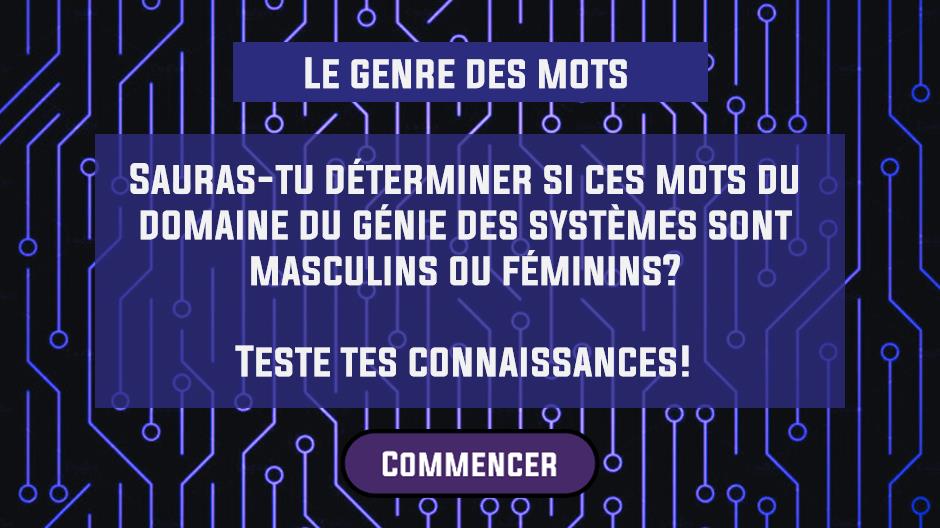 Le genre des mots
Sauras-tu déterminer si ces mots du
domaine du génie des systèmes sont
masculins ou féminins?
Teste tes connaissances!
Commencer